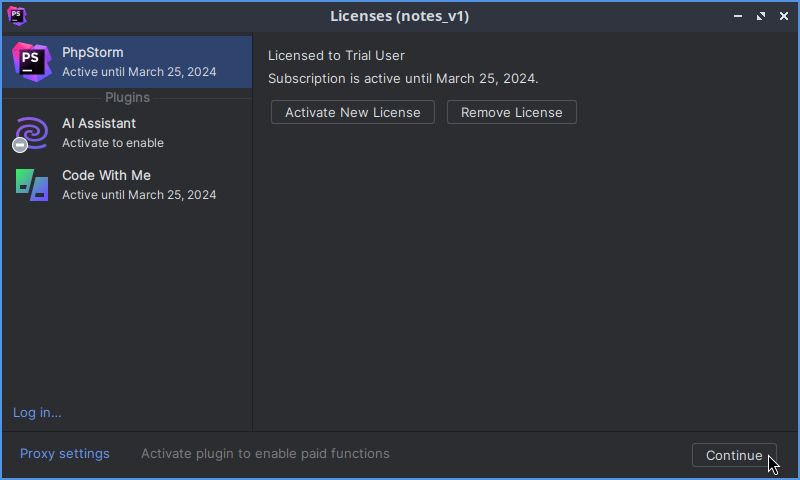 Licenses (notes_v1)
PS
PS
PhpStorm
Active until March 25, 2024
Plugins
AI Assistant
Activate to enable
Code With Me
Active until March 25, 2024
Log in...
Licensed to Trial User
Subscription is active until March 25, 2024.
Activate New License
Remove License
Proxy settings
Activate plugin to enable paid functions
Continue